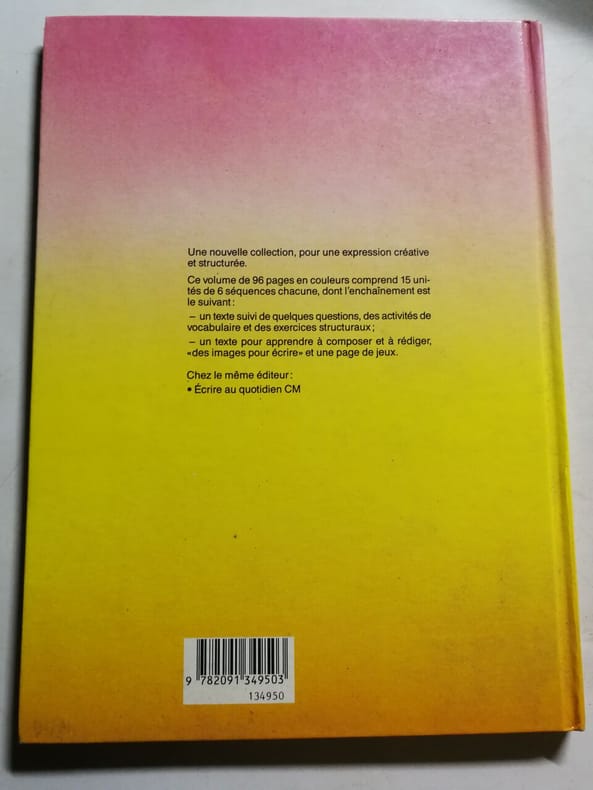 Une nouvelle collection, pour une expression créative
et structurée.
Ce volume de 96 pages en couleurs comprend 15 uni-
tés de 6 séquences chacune, dont l'enchaînement est
le suivant :
– un texte suivi de quelques questions, des activités de
vocabulaire et des exercices structuraux ;
– un texte pour apprendre à composer et à rédiger,
«des images pour écrire» et une page de jeux.
Chez le même éditeur :
• Écrire au quotidien CM
9 782091 349503
134950